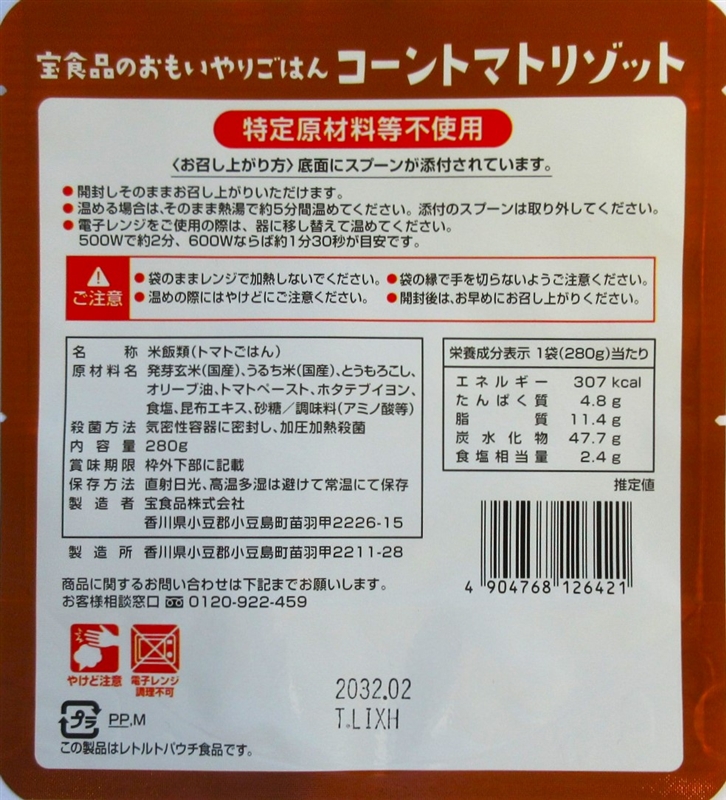 宝食品のおもいやりごはん コーントマトリゾット
特定原材料等不使用
〈お召し上がり方〉底面にスプーンが添付されています。
●開封しそのままお召し上がりいただけます。
●温める場合は、そのまま熱湯で約5分間温めてください。添付のスプーンは取り外してください。
●電子レンジをご使用の際は、器に移し替えて温めてください。
500Wで約2分、600Wならば約1分30秒が目安です。
ご注意
●袋のままレンジで加熱しないでください。●袋の縁で手を切らないようご注意ください。
●温めの際にはやけどにご注意ください。●開封後は、お早めにお召し上がりください。
名称 米飯類(トマトごはん)
原材料名 発芽玄米(国産)、うるち米(国産)、とうもろこし、
オリーブ油、トマトペースト、ホタテブイヨン、
食塩、昆布エキス、砂糖／調味料(アミノ酸等)
殺菌方法 気密性容器に密封し、加圧加熱殺菌
内容量 280g
賞味期限 枠外下部に記載
保存方法 直射日光、高温多湿は避けて常温にて保存
製造者 宝食品株式会社
香川県小豆郡小豆島町苗羽甲2226-15
製造所 香川県小豆郡小豆島町苗羽甲2211-28
栄養成分表示 1袋(280g)当たり
エネルギー 307 kcal
たんぱく質 4.8 g
脂質 11.4 g
炭水化物 47.7 g
食塩相当量 2.4 g
推定値
4 904768 126421
商品に関するお問い合わせは下記までお願いします。
お客様相談窓口 0120-922-459
やけど注意
電子レンジ
調理不可
2032.02
T.LIXH
プラ PP,M
この製品はレトルトパウチ食品です。